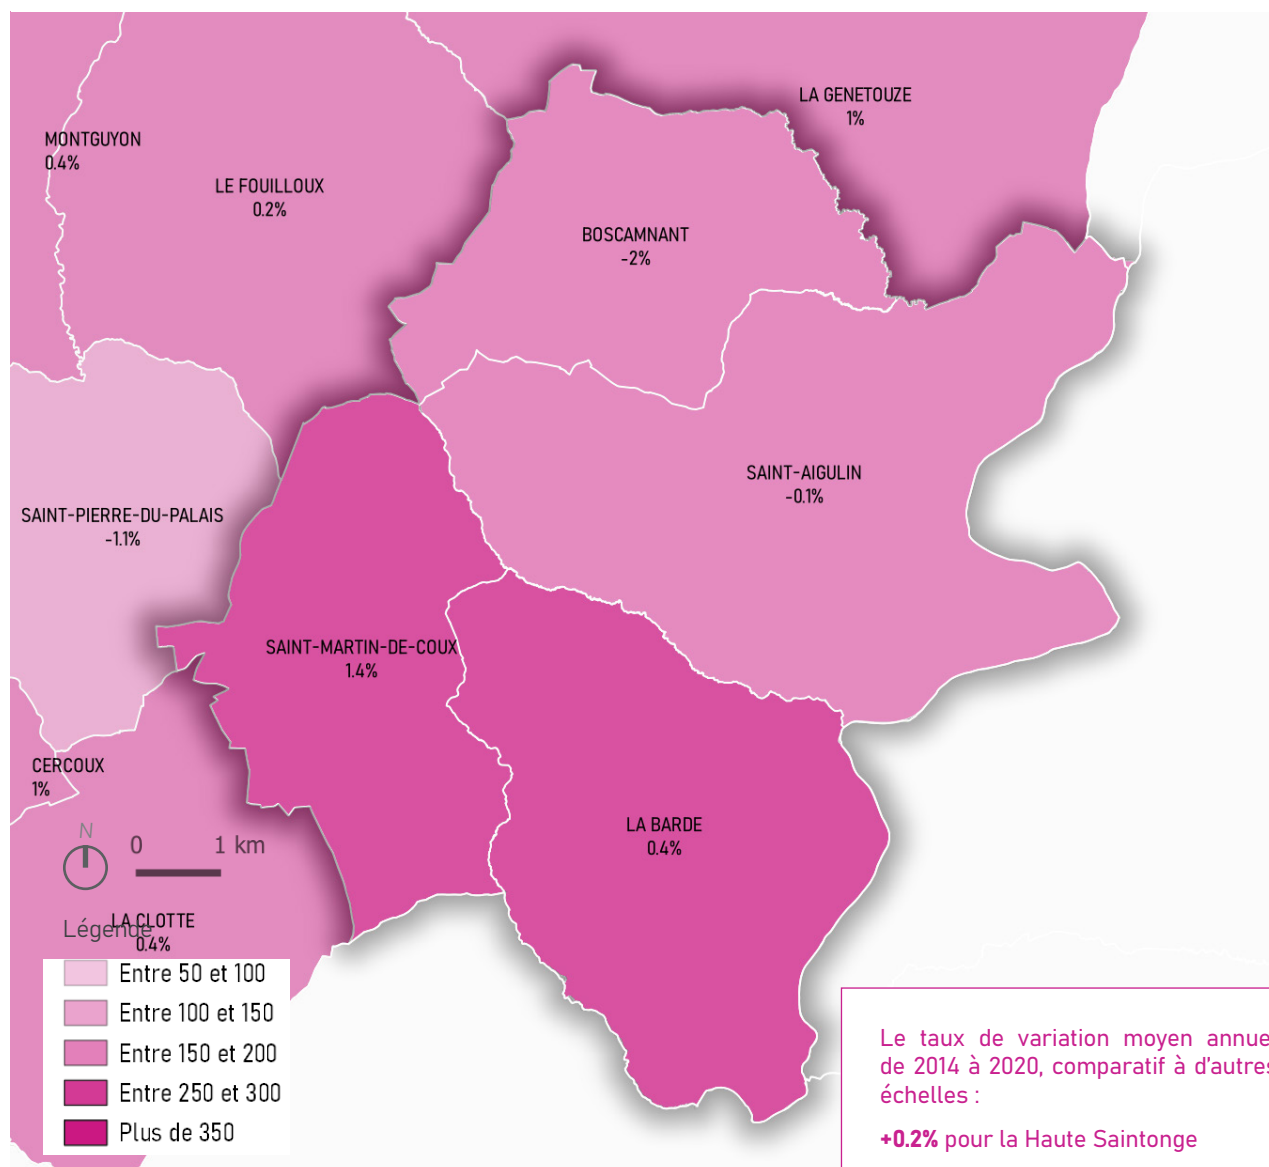 LA GENETOUZE
1%
MONTGUYON
0.4%
LE FOUILLOUX
0.2%
BOSCAMNANT
-2%
SAINT-AIGULIN
-0.1%
SAINT-PIERRE-DU-PALAIS
-1.1%
SAINT-MARTIN-DE-COUX
1.4%
CERCOUX
1%
LA BARDE
0.4%
N
0 1 km
LA CLOTTE
0.4%
Légende
Entre 50 et 100
Entre 100 et 150
Entre 150 et 200
Entre 250 et 300
Plus de 350
Le taux de variation moyen annue
de 2014 à 2020, comparatif à d'autres
échelles :
+0.2% pour la Haute Saintonge